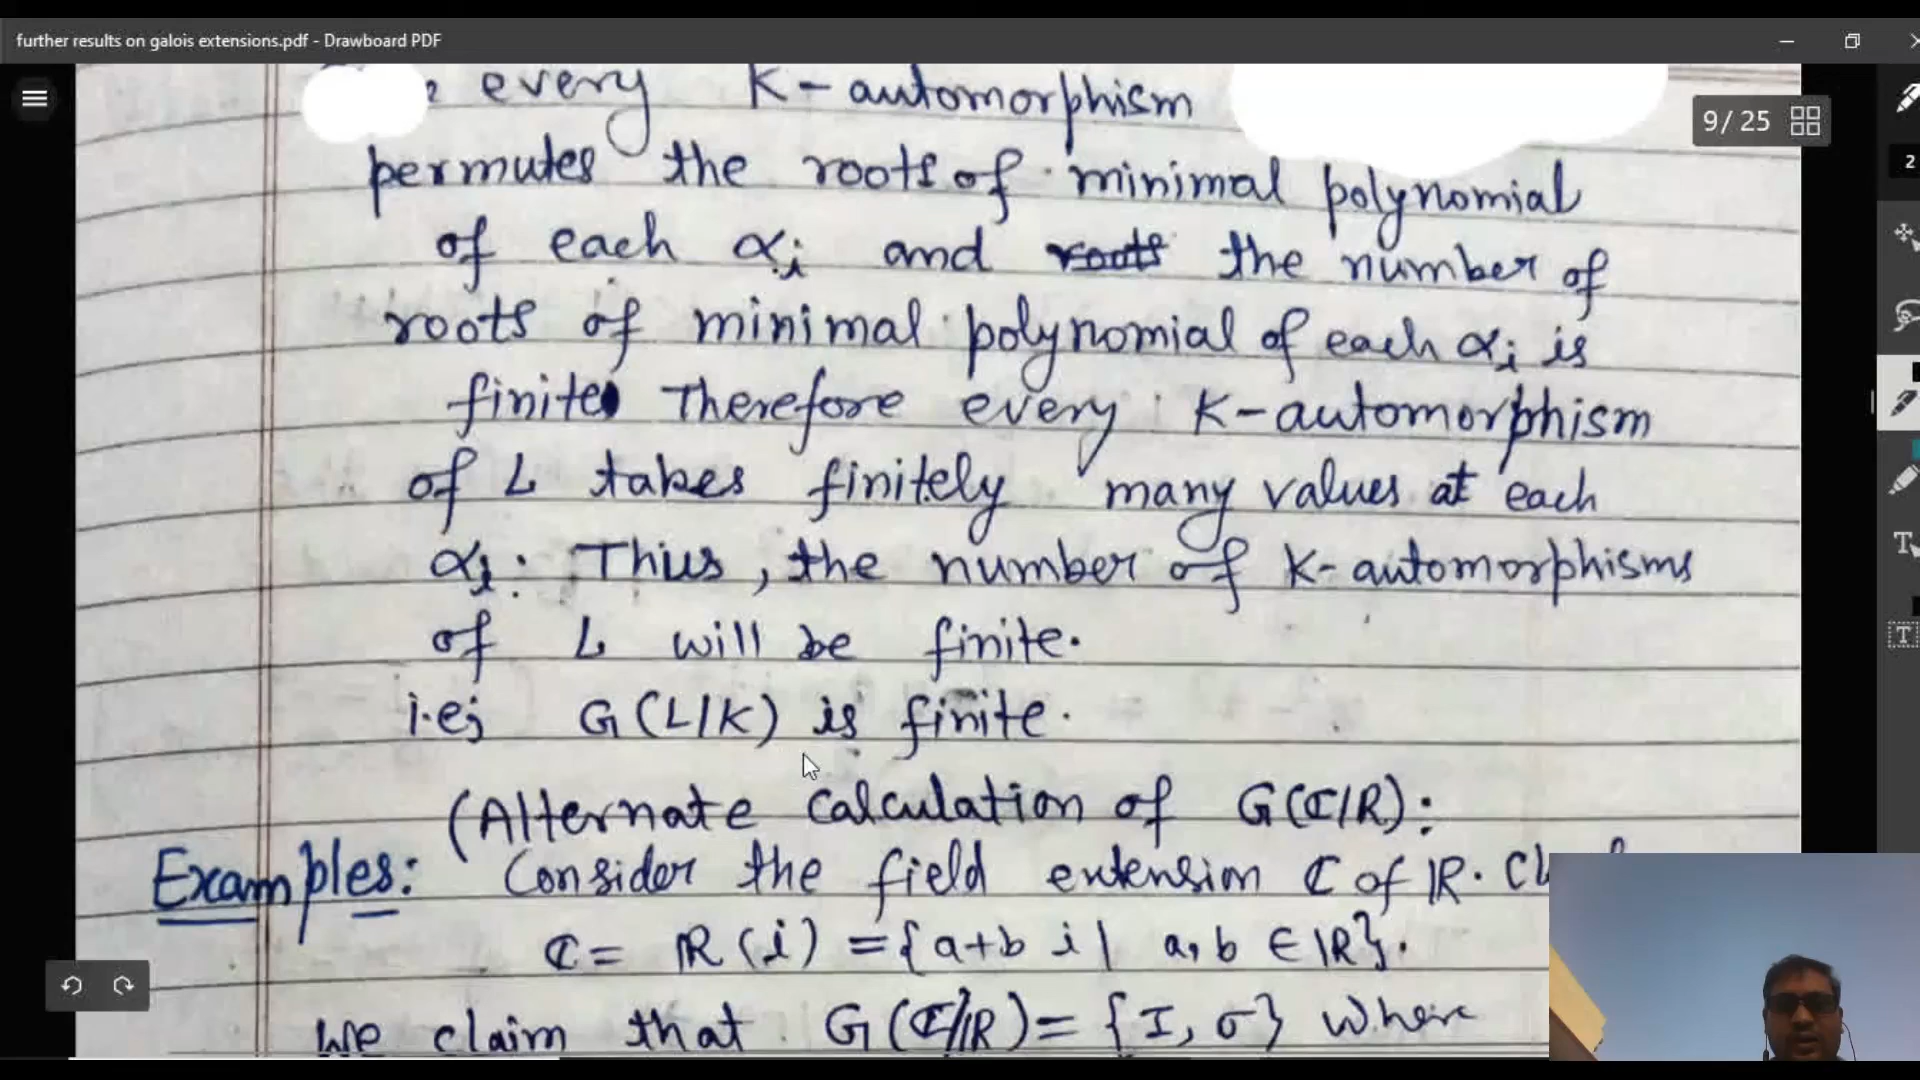 further results on galois extensions.pdf - Drawboard PDF
9/ 25
2
every K-automorphism
permutes the roots of minimal polynomial
of each αi and roots the number of
roots of minimal polynomial of each αi is
finite Therefore every K-automorphism
of L takes finitely many values at each
αi. Thus, the number of K-automorphisms
of L will be finite.
i.e; G(L/K) is finite.
(Alternate calculation of G(ℂ/R):
Examples: Consider the field extension ℂ of ℝ.
ℂ = ℝ(i) = {a+b i | a, b ∈ ℝ}.
We claim that G(ℂ/ℝ) = {I, σ} where